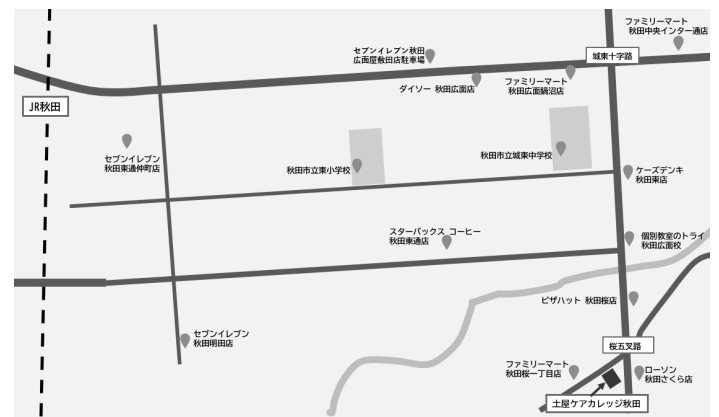 ファミリーマート
秋田中央インター通店
セブンイレブン秋田
広面屋敷田店駐車場
城東十字路
ダイソー 秋田広面店
ファミリーマート
秋田広面鍋沼店
JR秋田
セブンイレブン
秋田東通仲町店
秋田市立東小学校
秋田市立城東中学校
ケーズデンキ
秋田東店
スターバックス コーヒー
秋田東通店
個別教室のトライ
秋田広面校
ピザハット 秋田桜店
セブンイレブン
秋田明田店
桜五叉路
ファミリーマート
秋田桜一丁目店
ローソン
秋田さくら店
土屋ケアカレッジ秋田